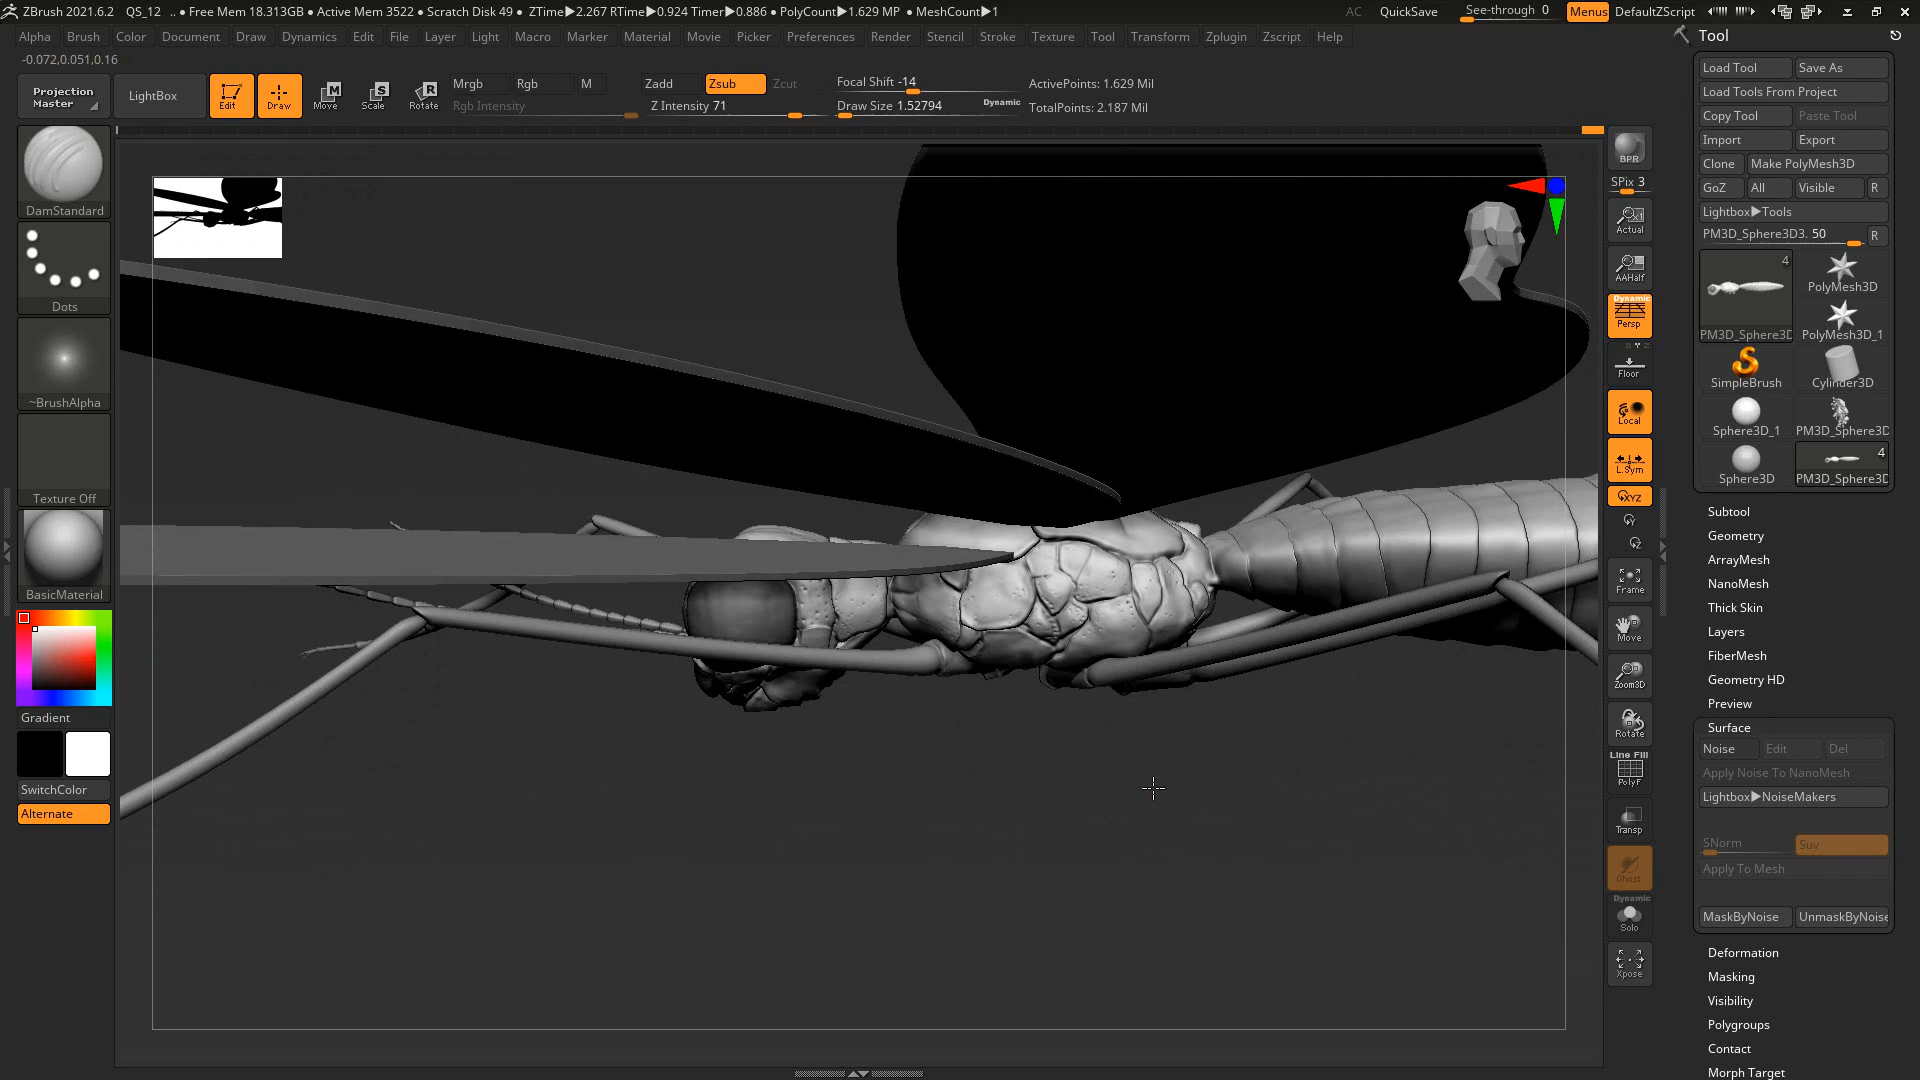 ZBrush 2021.6.2 QS_12 .. • Free Mem 18.313GB • Active Mem 3522 • Scratch Disk 49 • ZTime▶2.267 RTime▶0.924 Timer▶0.886 • PolyCount▶1.629 MP • MeshCount▶1 AC QuickSave See-through 0 Menus DefaultZScript
Alpha Brush Color Document Draw Dynamics Edit File Layer Light Macro Marker Material Movie Picker Preferences Render Stencil Stroke Texture Tool Transform Zplugin Zscript Help
-0.072,0.051,0.16
Projection Master
LightBox
Edit
Draw
Move
Scale
Rotate
Mrgb Rgb M
Rgb Intensity
Zadd Zsub Zcut
Z Intensity 71
Focal Shift -14
Draw Size 1.52794
Dynamic
ActivePoints: 1.629 Mil
TotalPoints: 2.187 Mil
DamStandard
Dots
~BrushAlpha
Texture Off
BasicMaterial
Gradient
SwitchColor
Alternate
BPR
SPix 3
Actual
AAHalf
Dynamic
Persp
Floor
Local
L.Sym
XYZ
Frame
Move
Zoom3D
Rotate
Line Fill
PolyF
Transp
Ghost
Dynamic
Solo
Xpose
Tool
Load Tool Save As
Load Tools From Project
Copy Tool Paste Tool
Import Export
Clone Make PolyMesh3D
GoZ All Visible R
Lightbox▶Tools
PM3D_Sphere3D3. 50 R
4
PM3D_Sphere3D
PolyMesh3D
PolyMesh3D_1
SimpleBrush
Cylinder3D
Sphere3D_1
PM3D_Sphere3D
Sphere3D
4
PM3D_Sphere3D
Subtool
Geometry
ArrayMesh
NanoMesh
Thick Skin
Layers
FiberMesh
Geometry HD
Preview
Surface
Noise Edit Del
Apply Noise To NanoMesh
Lightbox▶NoiseMakers
SNorm Suv
Apply To Mesh
MaskByNoise UnmaskByNoise
Deformation
Masking
Visibility
Polygroups
Contact
Morph Target